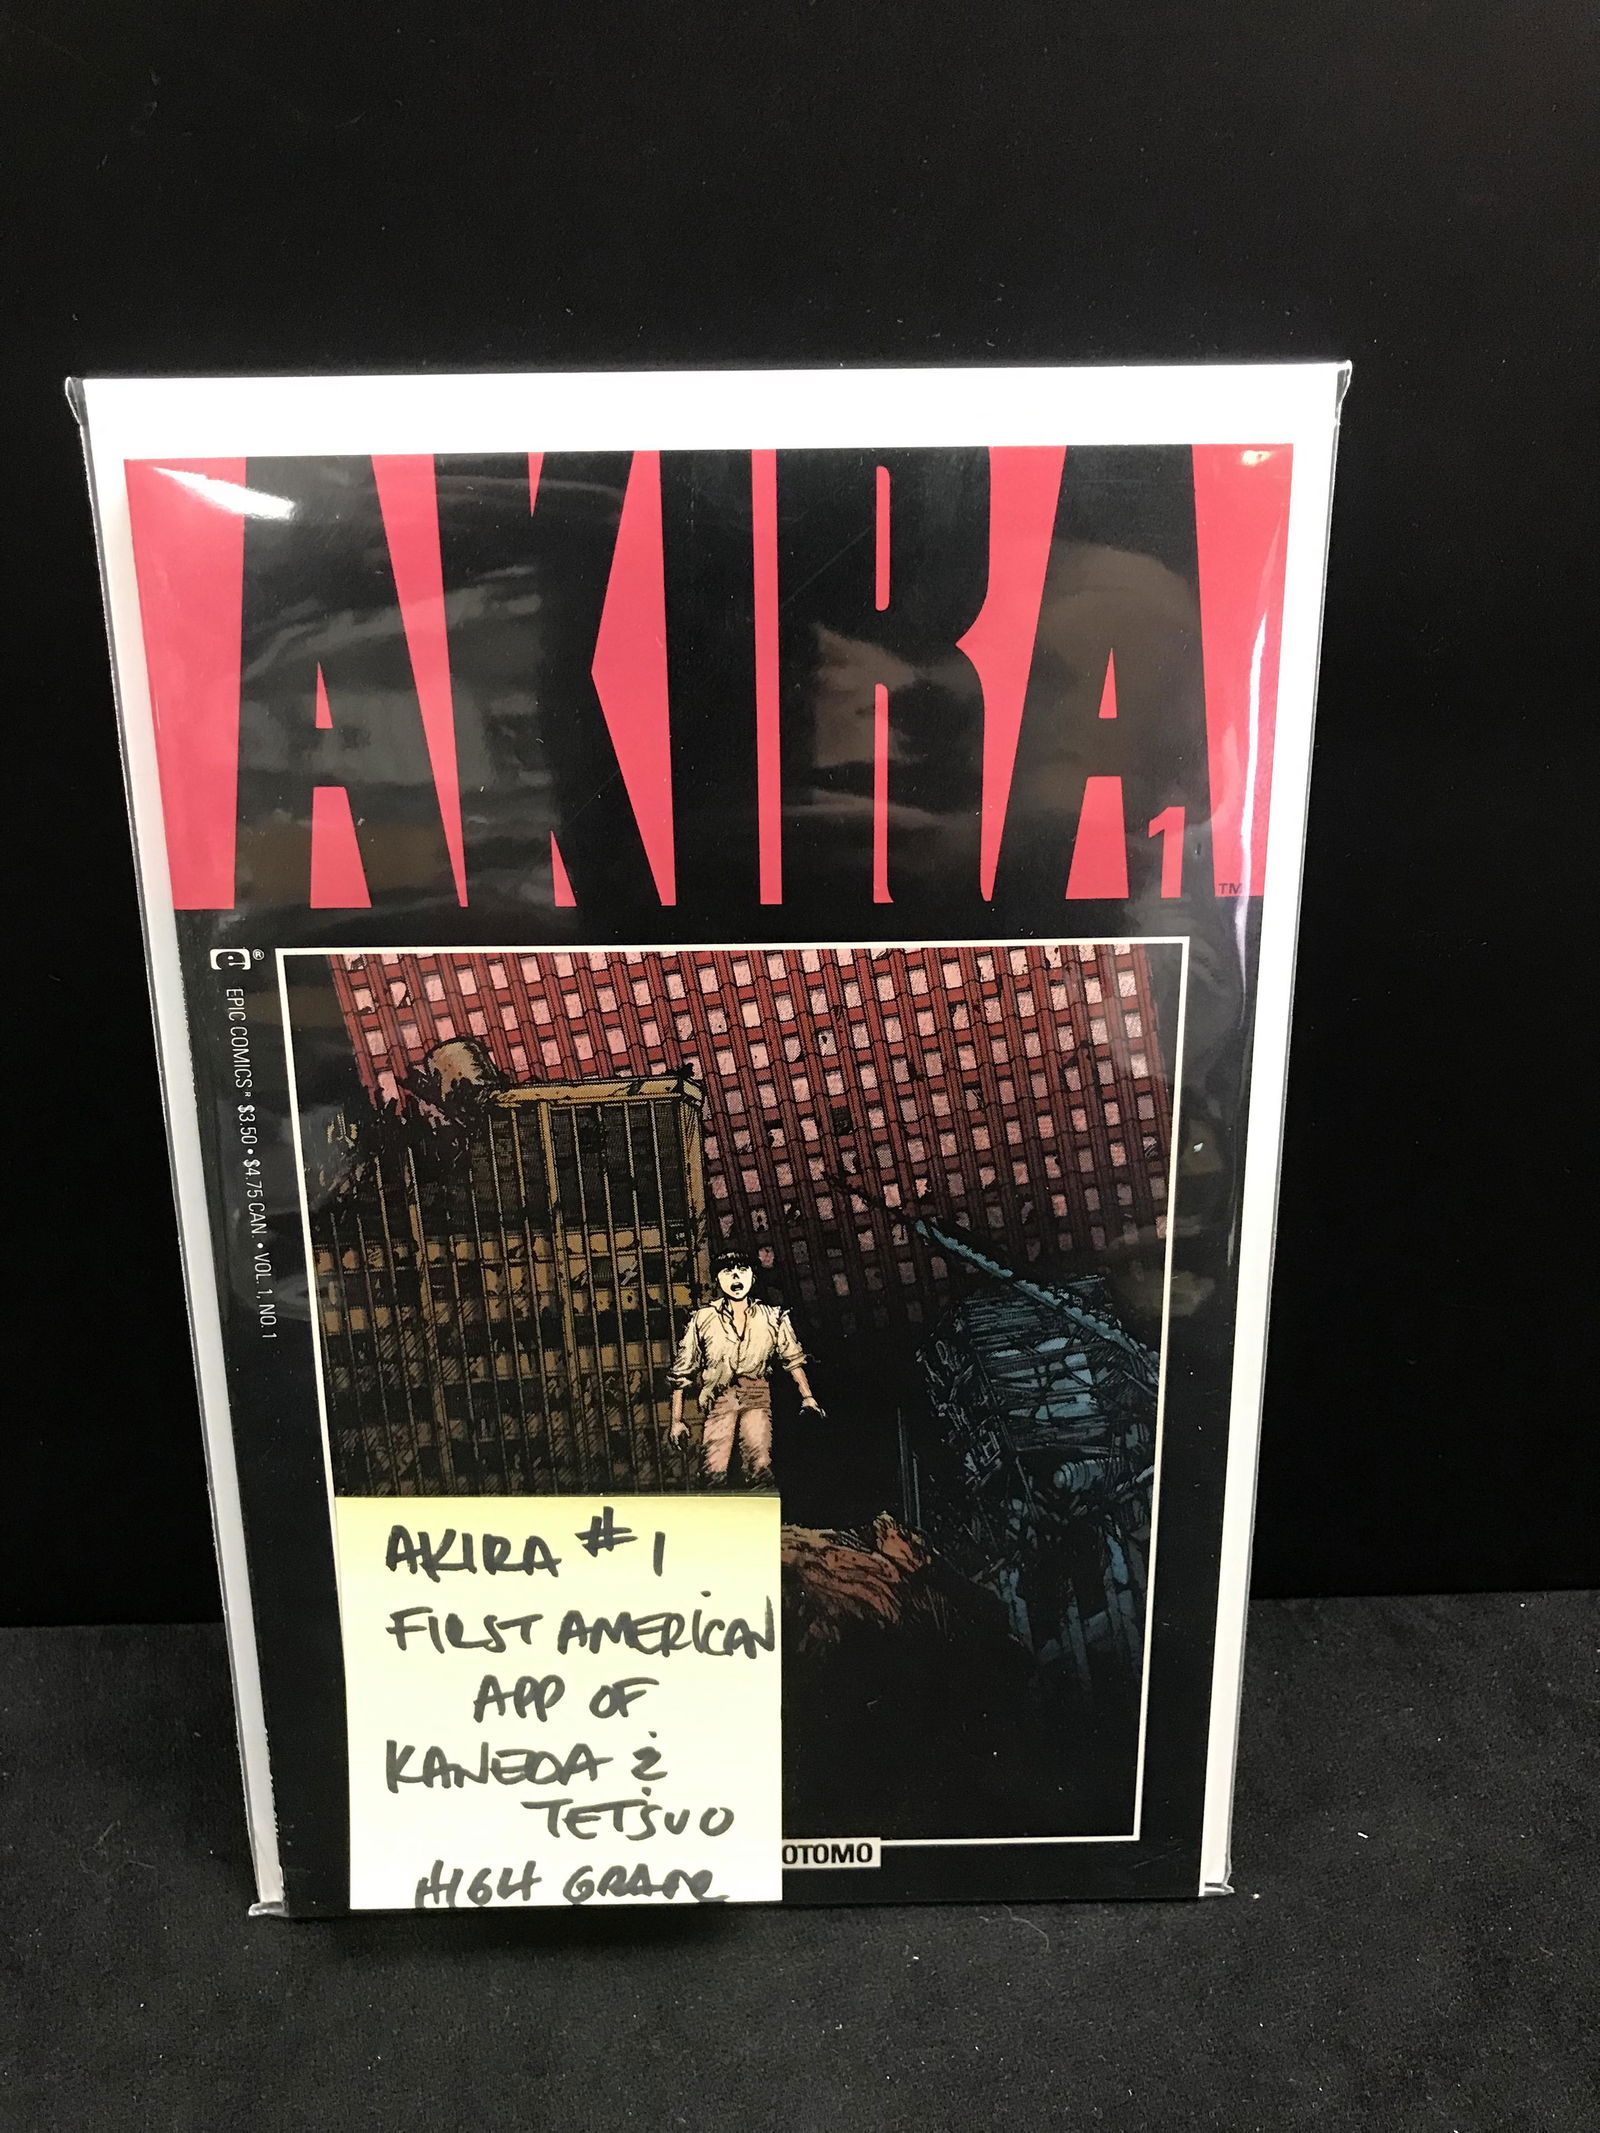 AKIRA
1
TM
e®
EPIC COMICS® $3.50 • $4.75 CAN. • VOL. 1, NO. 1
AKIRA #1
FIRST AMERICAN
APP OF
KANEDA &
TETSUO
HIGH GRADE
OTOMO